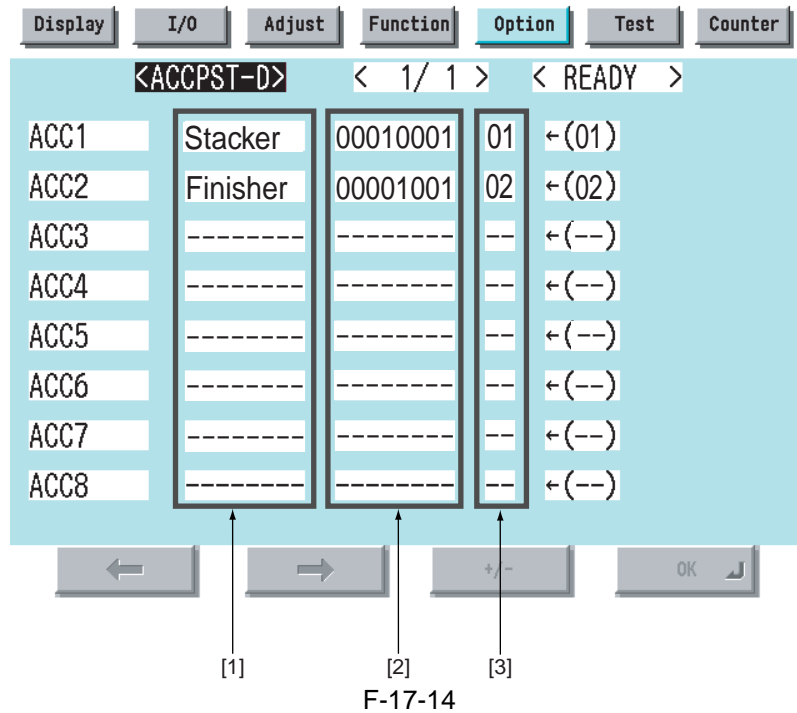 Display I/O Adjust Function Option Test Counter
<ACCPST-D> < 1/ 1 > < READY >
ACC1 Stacker 00010001 01 ←(01)
ACC2 Finisher 00001001 02 ←(02)
ACC3 -------- -------- -- ←(--)
ACC4 -------- -------- -- ←(--)
ACC5 -------- -------- -- ←(--)
ACC6 -------- -------- -- ←(--)
ACC7 -------- -------- -- ←(--)
ACC8 -------- -------- -- ←(--)
+/- OK
[1] [2] [3]
F-17-14